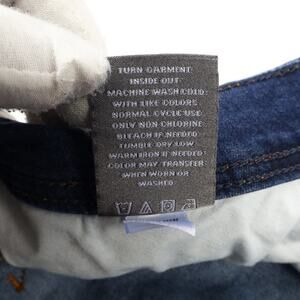 TURN GARMENT
INSIDE OUT
MACHINE WASH COLD
WITH LIKE COLORS
NORMAL CYCLE USE
ONLY NON CHLORINE
BLEACH IF NEEDED
TUMBLE DRY LOW
WARM IRON IF NEEDED
COLOR MAY TRANSFER
WHEN WORN OR
WASHED